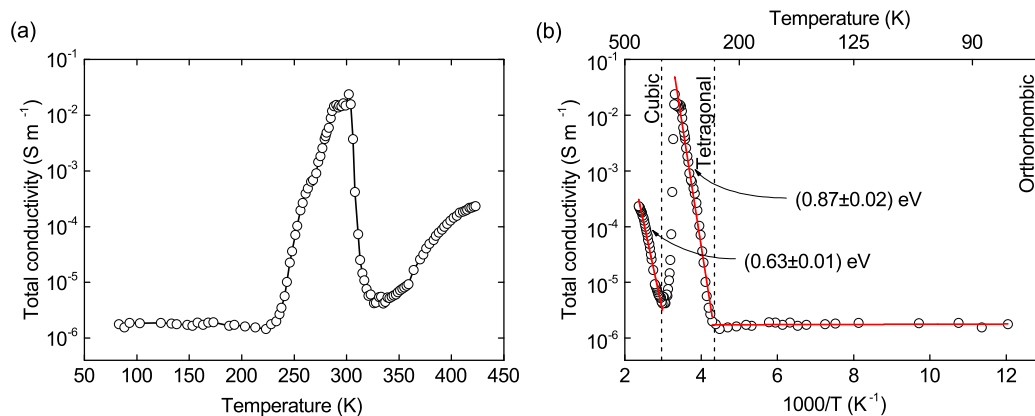 (a)
Total conductivity (S m⁻¹)
10⁻¹
10⁻²
10⁻³
10⁻⁴
10⁻⁵
10⁻⁶
50 100 150 200 250 300 350 400 450
Temperature (K)
(b)
Temperature (K)
500 200 125 90
Total conductivity (S m⁻¹)
10⁻¹
10⁻²
10⁻³
10⁻⁴
10⁻⁵
10⁻⁶
Cubic
Tetragonal
Orthorhombic
(0.87±0.02) eV
(0.63±0.01) eV
2 4 6 8 10 12
1000/T (K⁻¹)